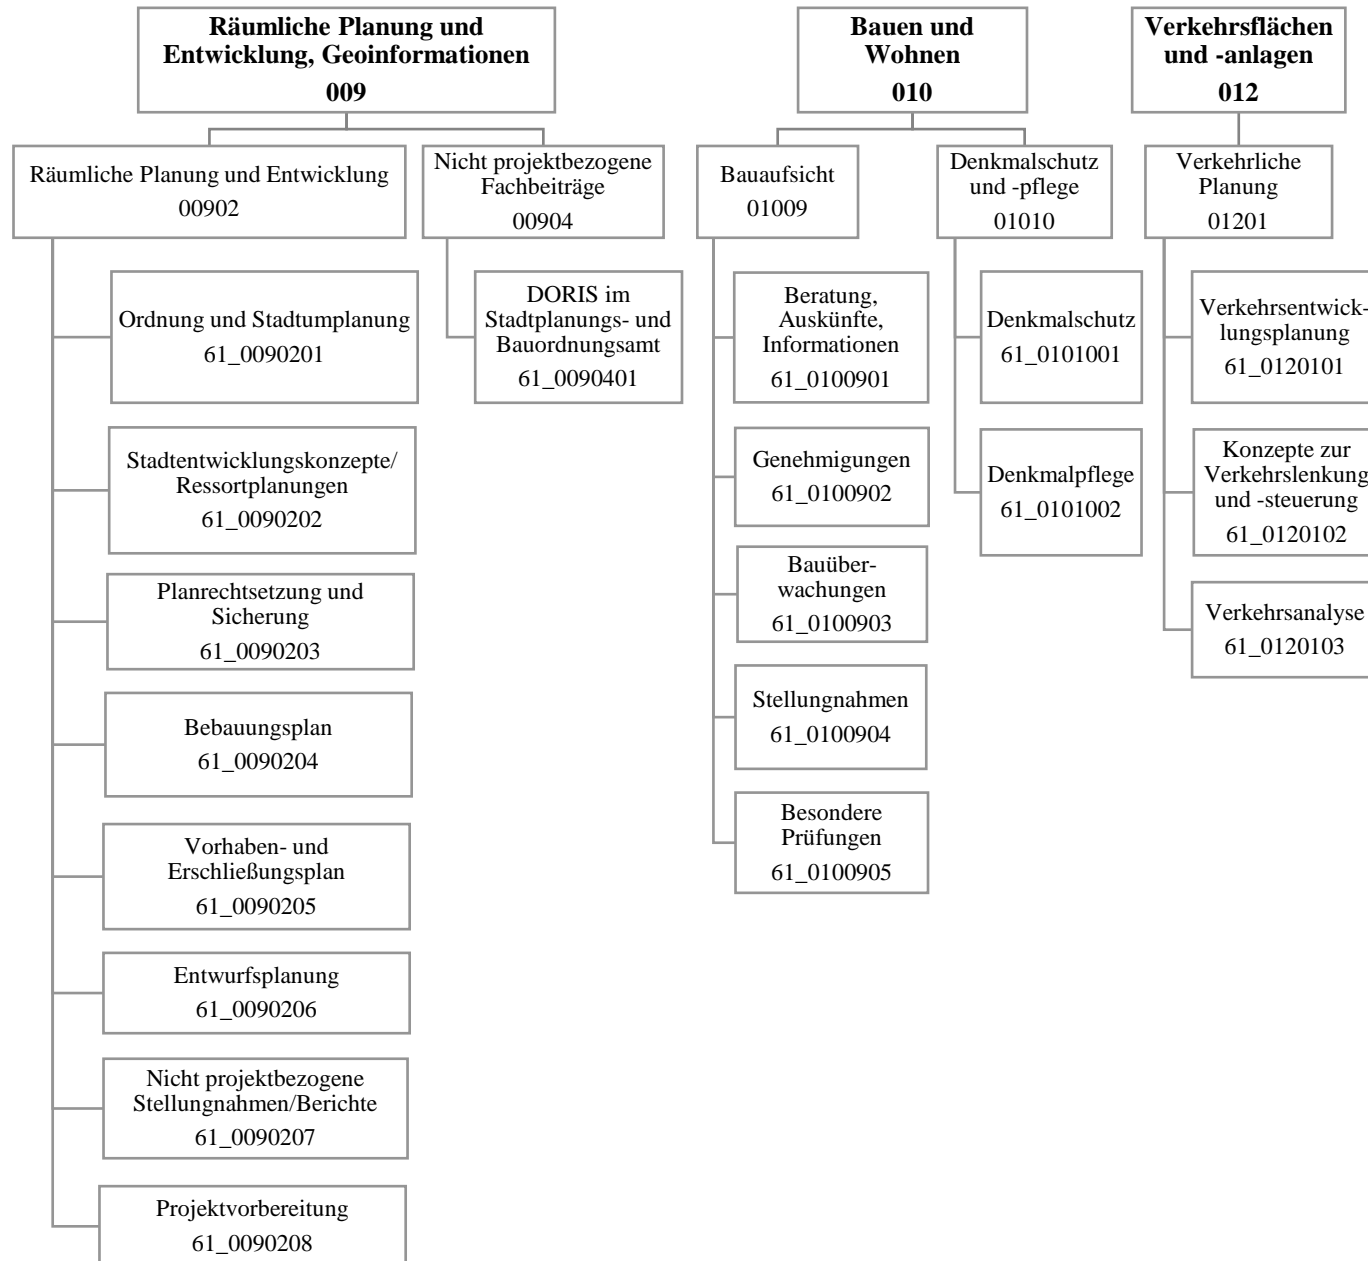 Räumliche Planung und
Entwicklung, Geoinformationen
009
Bauen und
Wohnen
010
Verkehrsflächen
und -anlagen
012
Räumliche Planung und Entwicklung
00902
Nicht projektbezogene
Fachbeiträge
00904
Bauaufsicht
01009
Denkmalschutz
und -pflege
01010
Verkehrliche
Planung
01201
Ordnung und Stadtumplanung
61_0090201
Stadtentwicklungskonzepte/
Ressortplanungen
61_0090202
Planrechtsetzung und
Sicherung
61_0090203
Bebauungsplan
61_0090204
Vorhaben- und
Erschließungsplan
61_0090205
Entwurfsplanung
61_0090206
Nicht projektbezogene
Stellungnahmen/Berichte
61_0090207
Projektvorbereitung
61_0090208
DORIS im
Stadtplanungs- und
Bauordnungsamt
61_0090401
Beratung,
Auskünfte,
Informationen
61_0100901
Genehmigungen
61_0100902
Bauüber-
wachungen
61_0100903
Stellungnahmen
61_0100904
Besondere
Prüfungen
61_0100905
Denkmalschutz
61_0101001
Denkmalpflege
61_0101002
Verkehrsentwick-
lungsplanung
61_0120101
Konzepte zur
Verkehrslenkung
und -steuerung
61_0120102
Verkehrsanalyse
61_0120103